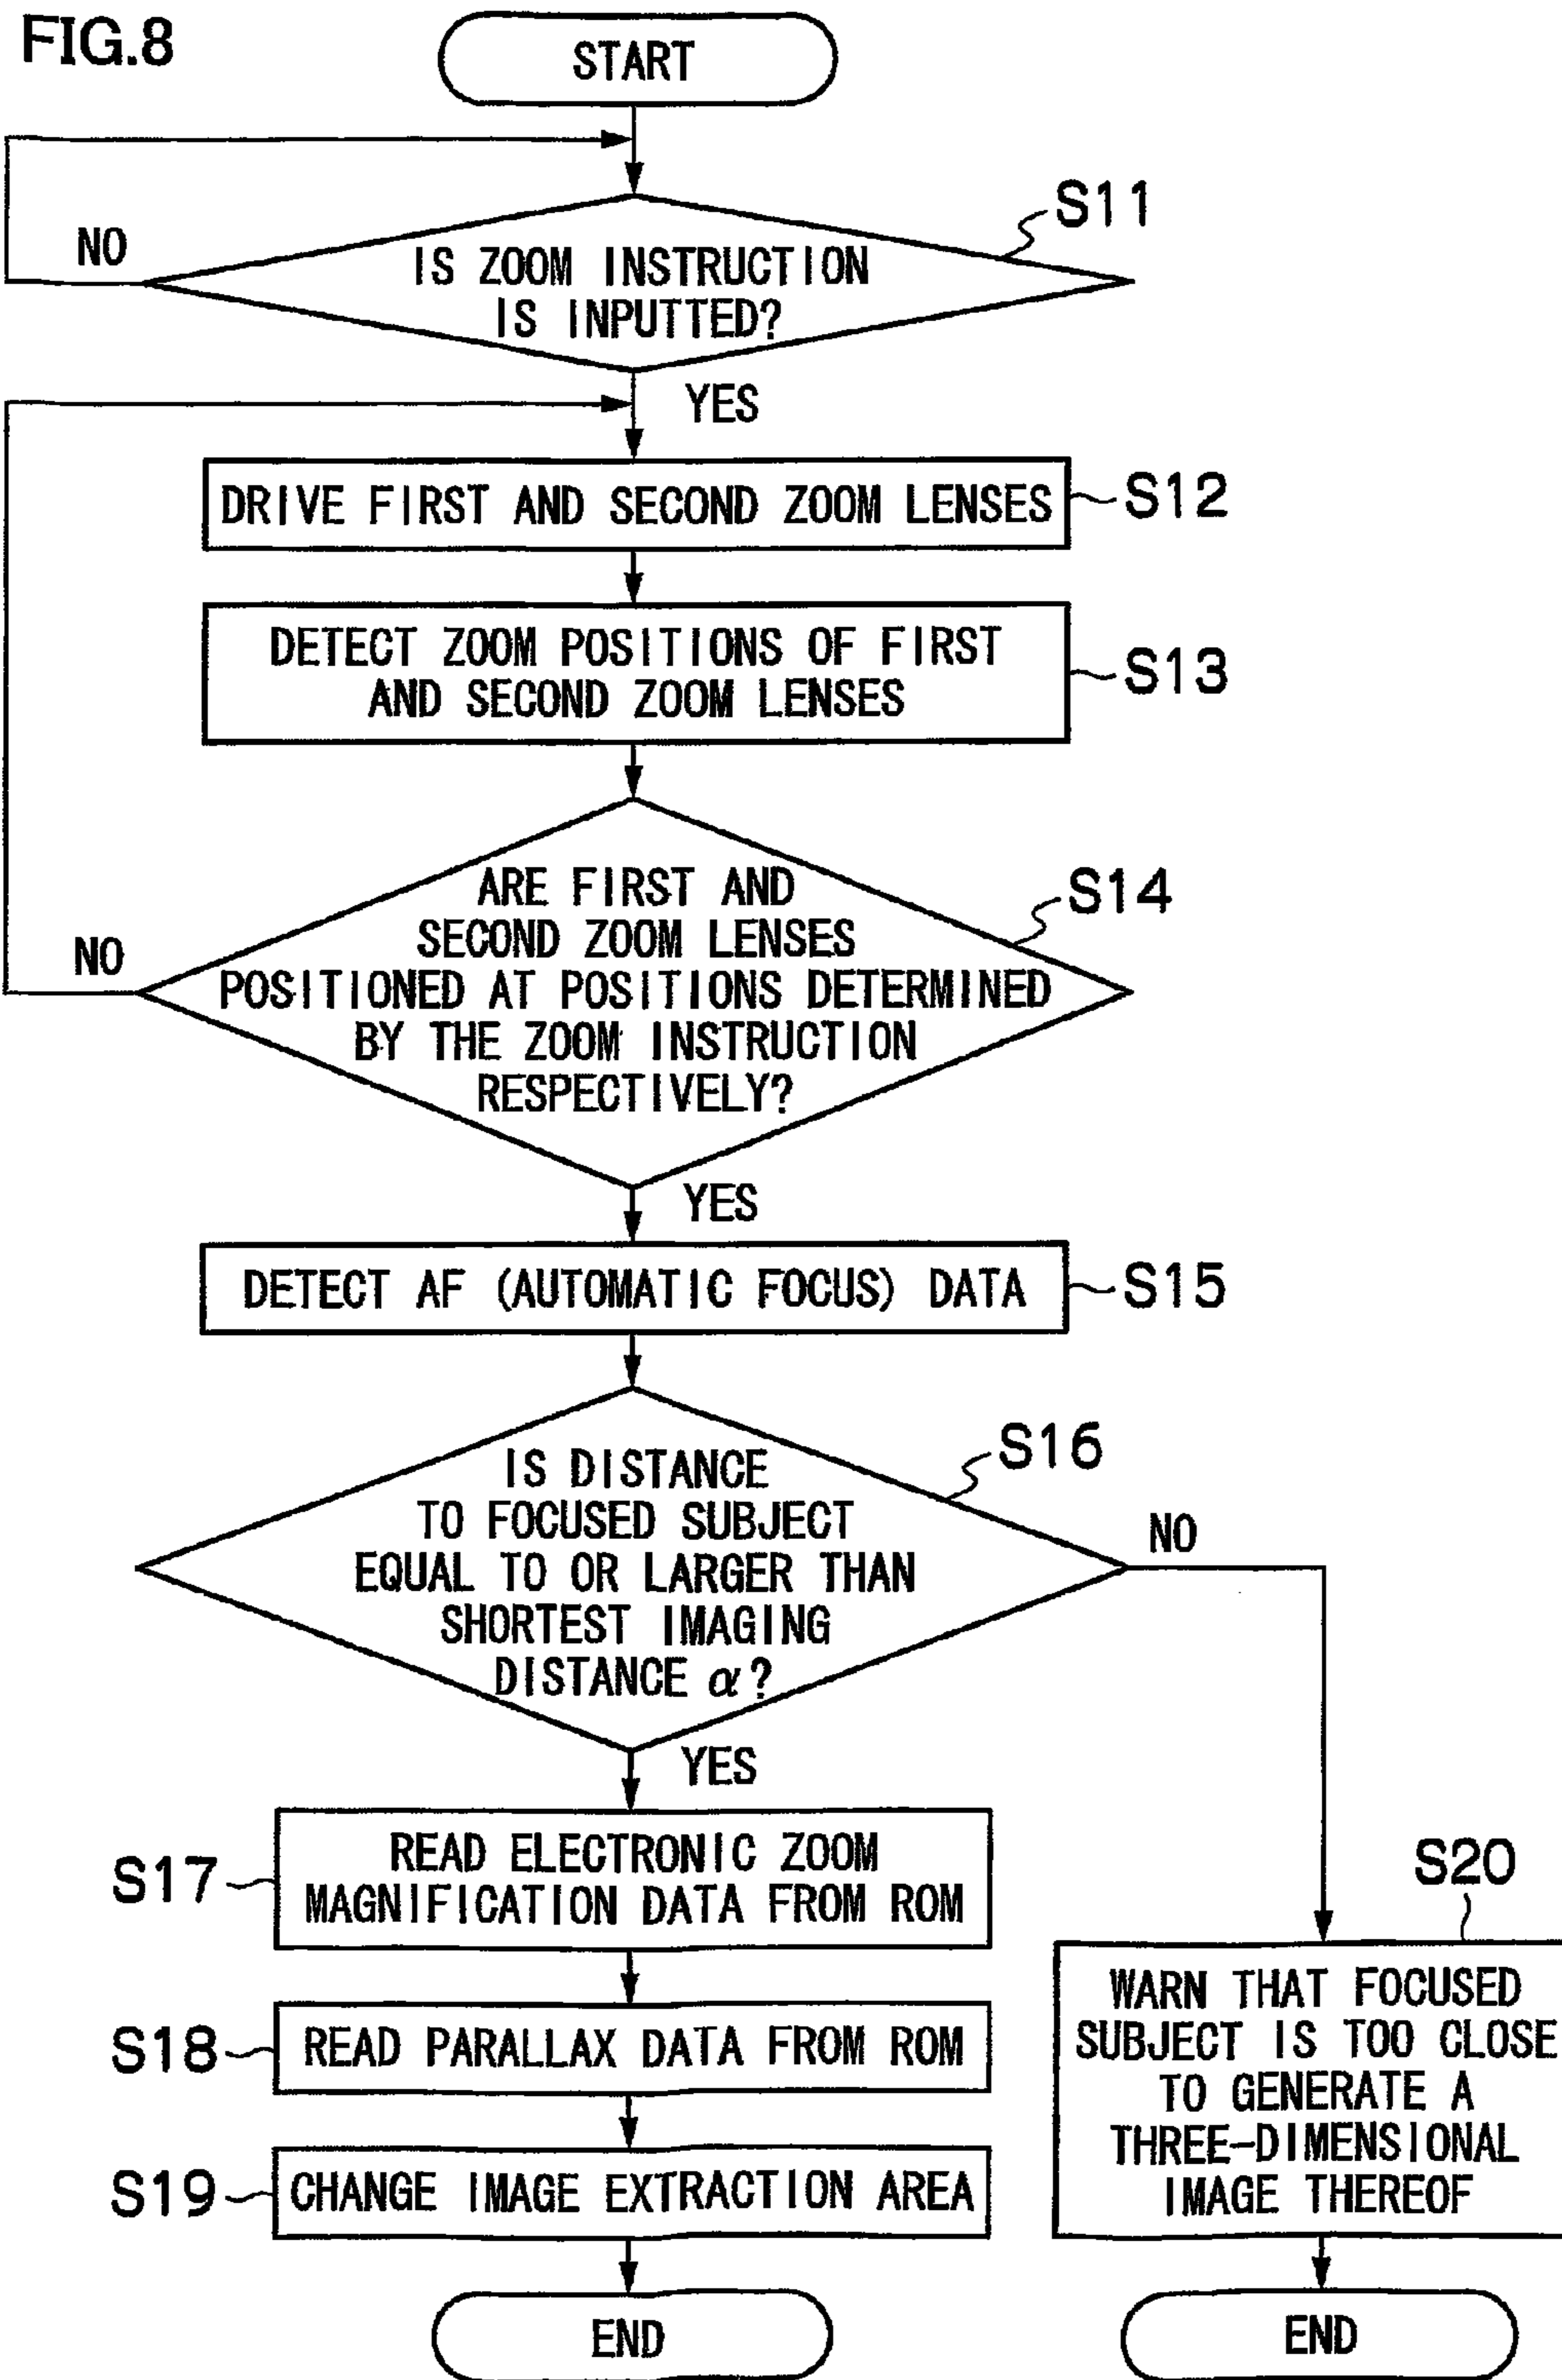 FIG.8
START
S11
NO
IS ZOOM INSTRUCTION
IS INPUTTED?
YES
DRIVE FIRST AND SECOND ZOOM LENSES
S12
DETECT ZOOM POSITIONS OF FIRST
AND SECOND ZOOM LENSES
S13
ARE FIRST AND
SECOND ZOOM LENSES
POSITIONED AT POSITIONS DETERMINED
BY THE ZOOM INSTRUCTION
RESPECTIVELY?
S14
NO
YES
DETECT AF (AUTOMATIC FOCUS) DATA
S15
IS DISTANCE
TO FOCUSED SUBJECT
EQUAL TO OR LARGER THAN
SHORTEST IMAGING
DISTANCE α?
S16
NO
YES
S17
READ ELECTRONIC ZOOM
MAGNIFICATION DATA FROM ROM
S18
READ PARALLAX DATA FROM ROM
S19
CHANGE IMAGE EXTRACTION AREA
END
S20
WARN THAT FOCUSED
SUBJECT IS TOO CLOSE
TO GENERATE A
THREE-DIMENSIONAL
IMAGE THEREOF
END